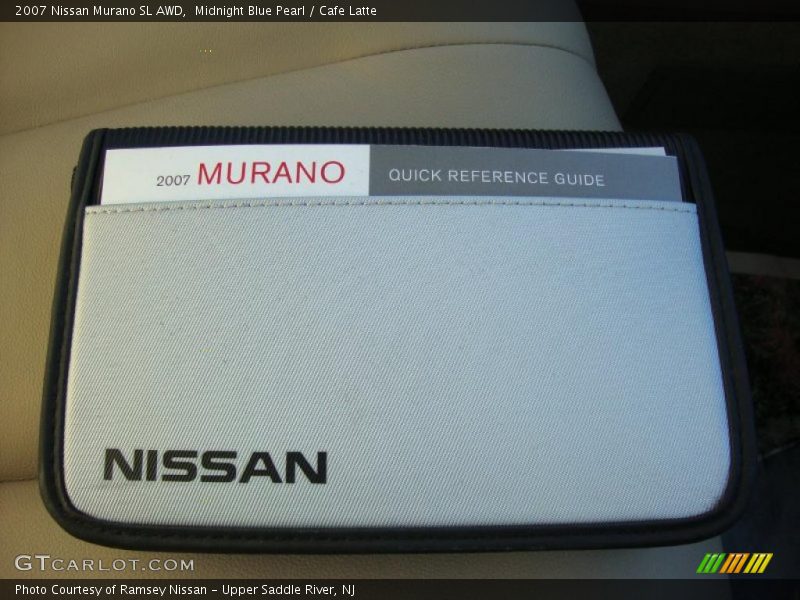 2007 Nissan Murano SL AWD,  Midnight Blue Pearl / Cafe Latte
2007 MURANO QUICK REFERENCE GUIDE
NISSAN
GTCARLOT.COM
Photo Courtesy of Ramsey Nissan - Upper Saddle River, NJ